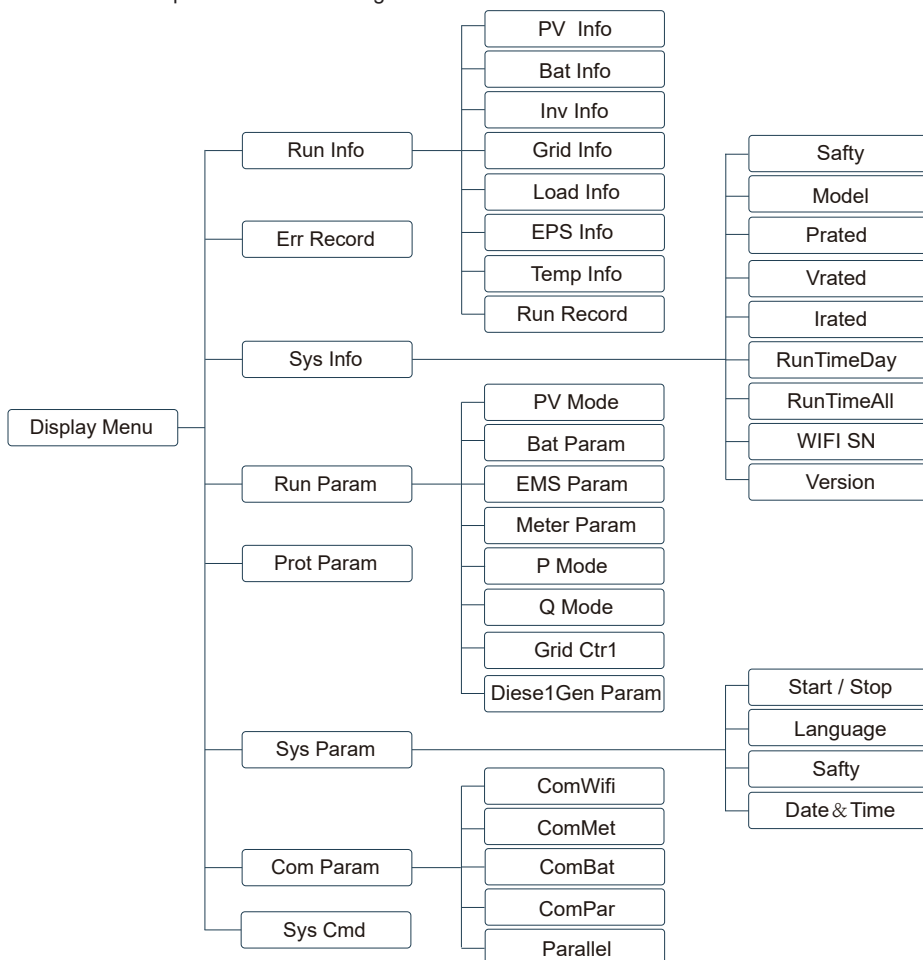 PV Info
Bat Info
Inv Info
Grid Info
Load Info
EPS Info
Temp Info
Run Record
Run Info
Err Record
Sys Info
Safty
Model
Prated
Vrated
Irated
RunTimeDay
RunTimeAll
WIFI SN
Version
Display Menu
Run Param
PV Mode
Bat Param
EMS Param
Meter Param
P Mode
Q Mode
Grid Ctr1
Diese1Gen Param
Prot Param
Sys Param
Start / Stop
Language
Safty
Date&Time
Com Param
ComWifi
ComMet
ComBat
ComPar
Parallel
Sys Cmd